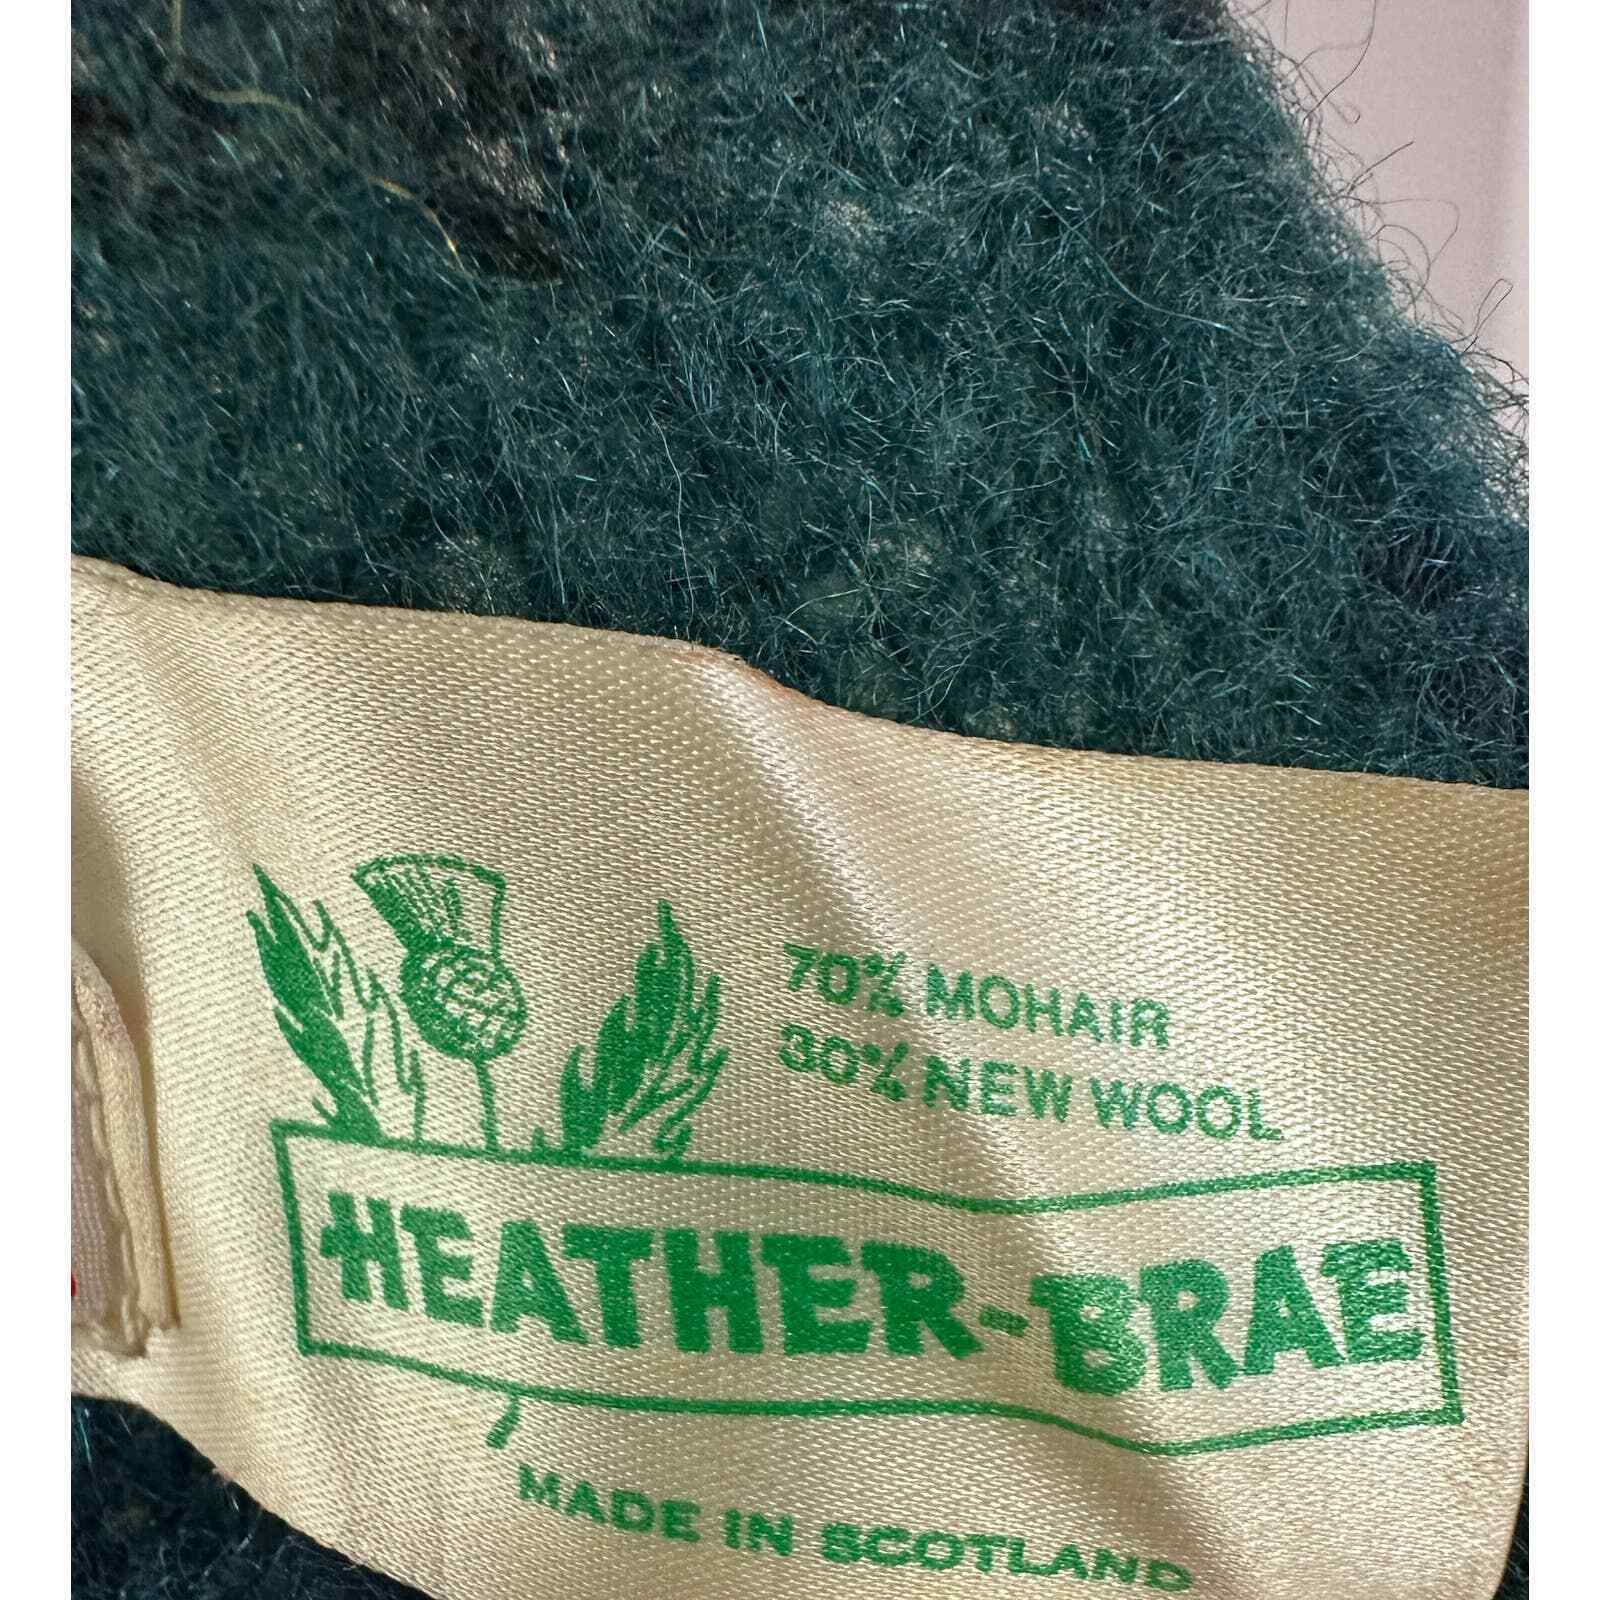 70% MOHAIR
30% NEW WOOL
HEATHER-BRAE
MADE IN SCOTLAND